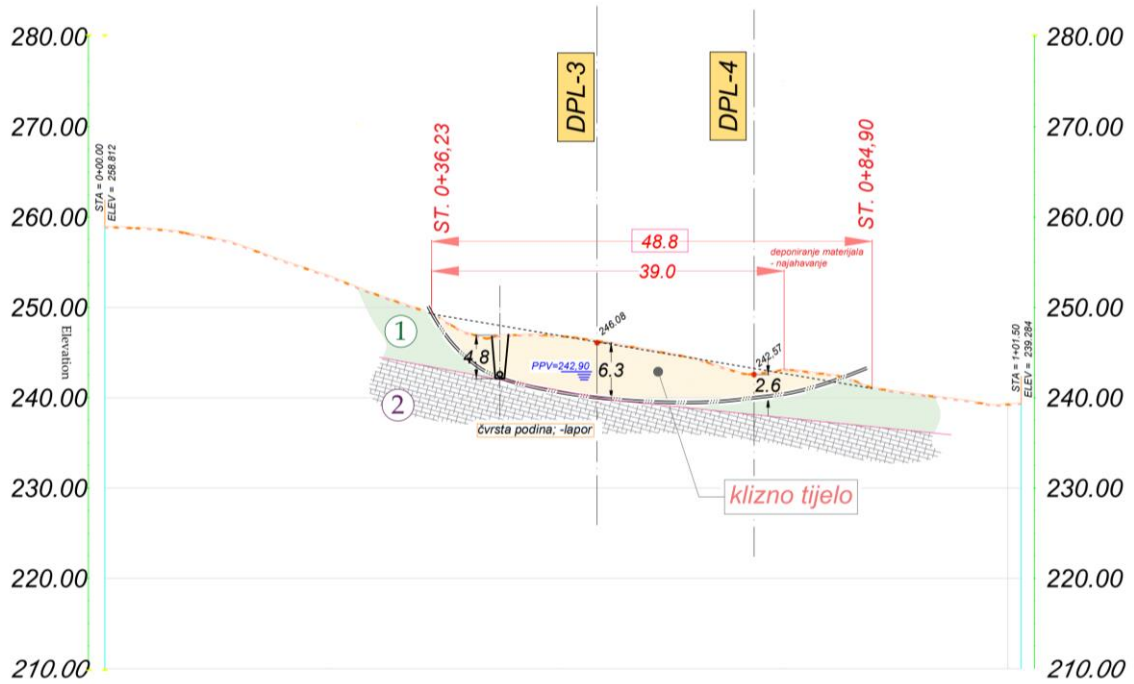 280.00
270.00
260.00
250.00
240.00
230.00
220.00
210.00
Elevation
STA = 0+00.00
ELEV = 258.812
ST. 0+36,23
DPL-3
DPL-4
ST. 0+84,90
48.8
39.0
deponiranje materijala
- najahavanje
1
2
4.8
PPV=242,90
246.08
6.3
242,57
2.6
čvrsta podina; -lapor
klizno tijelo
STA = 1+01.50
ELEV = 239.284
280.00
270.00
260.00
250.00
240.00
230.00
220.00
210.00